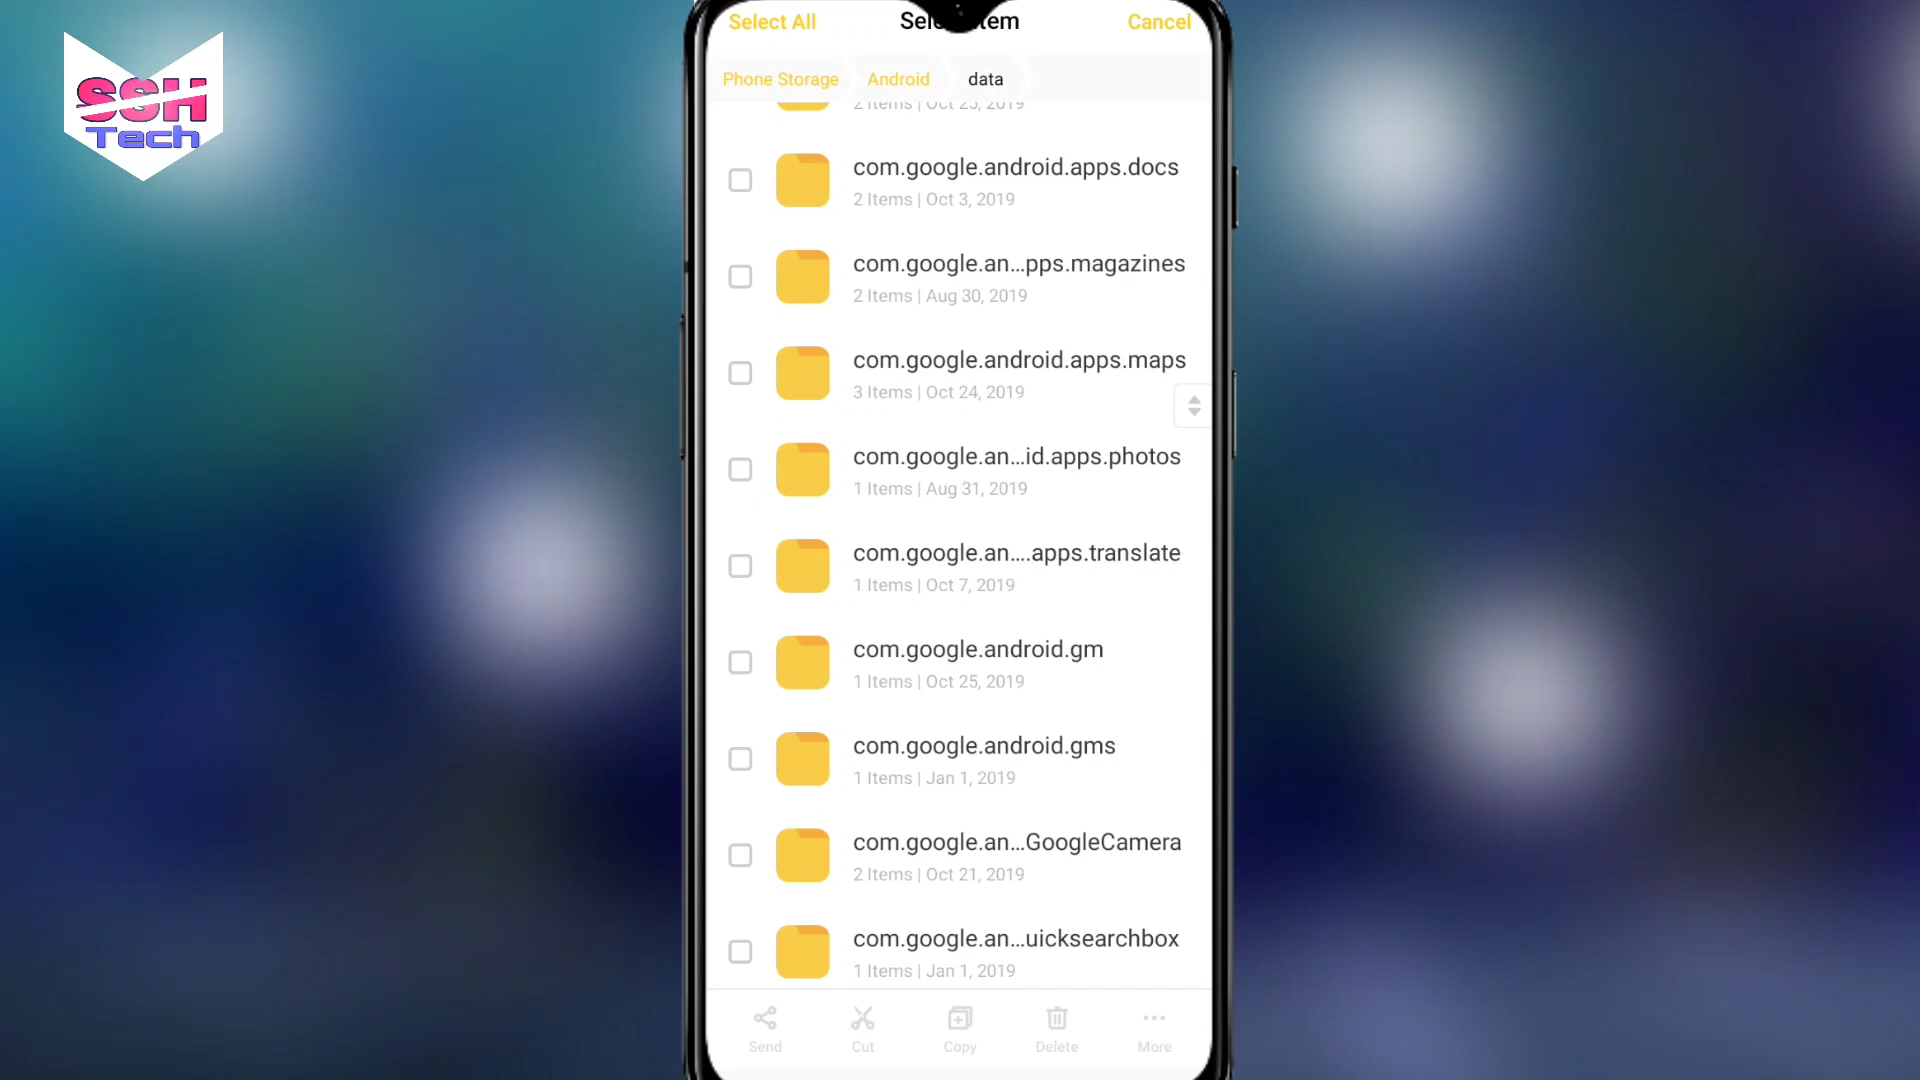 SSH
Tech
Select All
Cancel
Phone Storage
Android
data
2 Items | Oct 25, 2019
com.google.android.apps.docs
2 Items | Oct 3, 2019
com.google.an...pps.magazines
2 Items | Aug 30, 2019
com.google.android.apps.maps
3 Items | Oct 24, 2019
com.google.an...id.apps.photos
1 Items | Aug 31, 2019
com.google.an....apps.translate
1 Items | Oct 7, 2019
com.google.android.gm
1 Items | Oct 25, 2019
com.google.android.gms
1 Items | Jan 1, 2019
com.google.an...GoogleCamera
2 Items | Oct 21, 2019
com.google.an...uicksearchbox
1 Items | Jan 1, 2019
Send
Cut
Copy
Delete
More